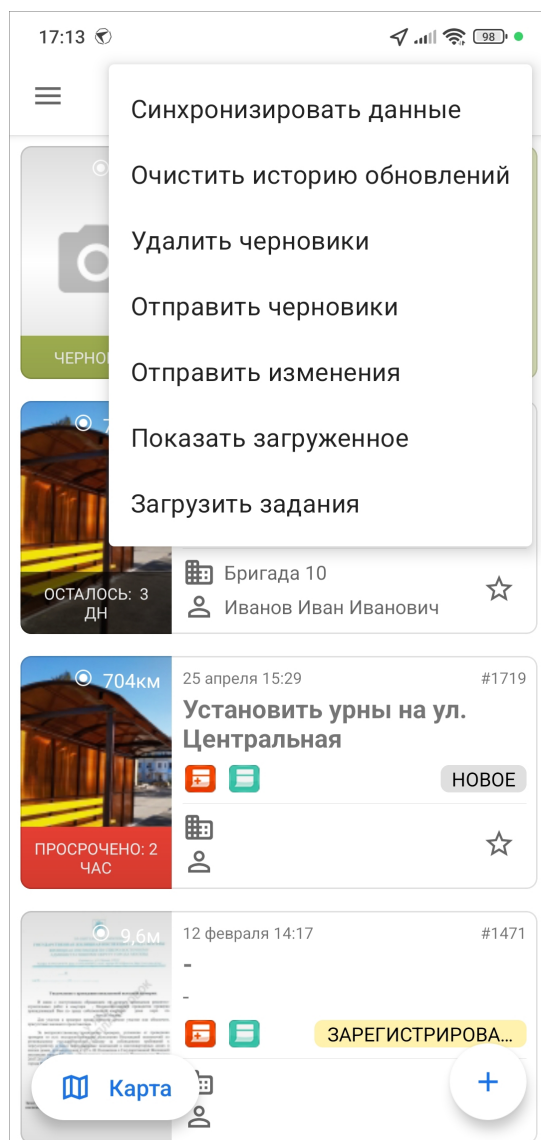 17:13
98
Синхронизировать данные
Очистить историю обновлений
Удалить черновики
Отправить черновики
Отправить изменения
Показать загруженное
Загрузить задания
ОСТАЛОСЬ: 3
ДН
Бригада 10
Иванов Иван Иванович
704км
25 апреля 15:29
#1719
Установить урны на ул.
Центральная
НОВОЕ
ПРОСРОЧЕНО: 2
ЧАС
9,6м
12 февраля 14:17
#1471
-
-
ЗАРЕГИСТРИРОВА...
Карта
+